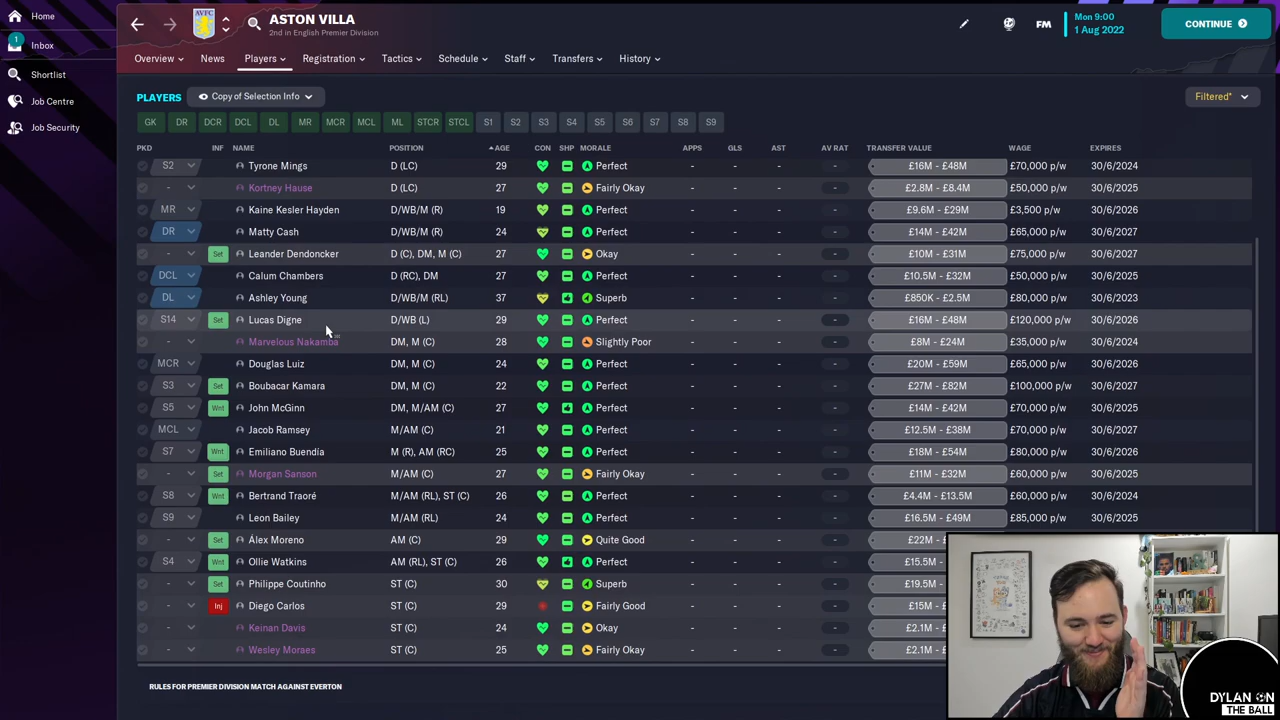 Home
1
Inbox
Shortlist
Job Centre
Job Security
AVFC
ASTON VILLA
2nd in English Premier Division
FM
Mon 9:00
1 Aug 2022
CONTINUE
Overview News Players Registration Tactics Schedule Staff Transfers History
PLAYERS Copy of Selection Info Filtered*
GK DR DCR DCL DL MR MCR MCL ML STCR STCL S1 S2 S3 S4 S5 S6 S7 S8 S9
PKD INF NAME POSITION AGE CON SHP MORALE APPS GLS AST AV RAT TRANSFER VALUE WAGE EXPIRES
S2 Tyrone Mings D (LC) 29 Perfect - - - - £16M - £48M £70,000 p/w 30/6/2024
- Kortney Hause D (LC) 27 Fairly Okay - - - - £2.8M - £8.4M £50,000 p/w 30/6/2025
MR Kaine Kesler Hayden D/WB/M (R) 19 Perfect - - - - £9.6M - £29M £3,500 p/w 30/6/2026
DR Matty Cash D/WB/M (R) 24 Perfect - - - - £14M - £42M £65,000 p/w 30/6/2027
- Set Leander Dendoncker D (C), DM, M (C) 27 Okay - - - - £10M - £31M £75,000 p/w 30/6/2027
DCL Calum Chambers D (RC), DM 27 Perfect - - - - £10.5M - £32M £50,000 p/w 30/6/2025
DL Ashley Young D/WB/M (RL) 37 Superb - - - - £850K - £2.5M £80,000 p/w 30/6/2023
S14 Set Lucas Digne D/WB (L) 29 Perfect - - - - £16M - £48M £120,000 p/w 30/6/2026
- Marvelous Nakamba DM, M (C) 28 Slightly Poor - - - - £8M - £24M £35,000 p/w 30/6/2024
MCR Douglas Luiz DM, M (C) 24 Perfect - - - - £20M - £59M £65,000 p/w 30/6/2027
S3 Set Boubacar Kamara DM, M (C) 22 Perfect - - - - £27M - £82M £100,000 p/w 30/6/2027
S5 Wnt John McGinn DM, M/AM (C) 27 Perfect - - - - £14M - £42M £70,000 p/w 30/6/2025
MCL Jacob Ramsey M/AM (C) 21 Perfect - - - - £12.5M - £38M £70,000 p/w 30/6/2027
S7 Wnt Emiliano Buendía M (R), AM (RC) 25 Perfect - - - - £18M - £54M £80,000 p/w 30/6/2026
- Set Morgan Sanson M/AM (C) 27 Fairly Okay - - - - £11M - £32M £60,000 p/w 30/6/2025
S8 Wnt Bertrand Traoré M/AM (RL), ST (C) 26 Perfect - - - - £4.4M - £13.5M £60,000 p/w 30/6/2024
S9 Leon Bailey M/AM (RL) 24 Perfect - - - - £16.5M - £49M £85,000 p/w 30/6/2025
- Set Álex Moreno AM (C) 29 Quite Good - - - - £22M -
S4 Wnt Ollie Watkins AM (RL), ST (C) 26 Perfect - - - - £15.5M -
- Set Philippe Coutinho ST (C) 30 Superb - - - - £19.5M -
- Inj Diego Carlos ST (C) 29 Fairly Good - - - - £15M -
- Keinan Davis ST (C) 24 Okay - - - - £2.1M -
- Wesley Moraes ST (C) 25 Fairly Okay - - - - £2.1M -
RULES FOR PREMIER DIVISION MATCH AGAINST EVERTON
DYLAN ON
THE BALL